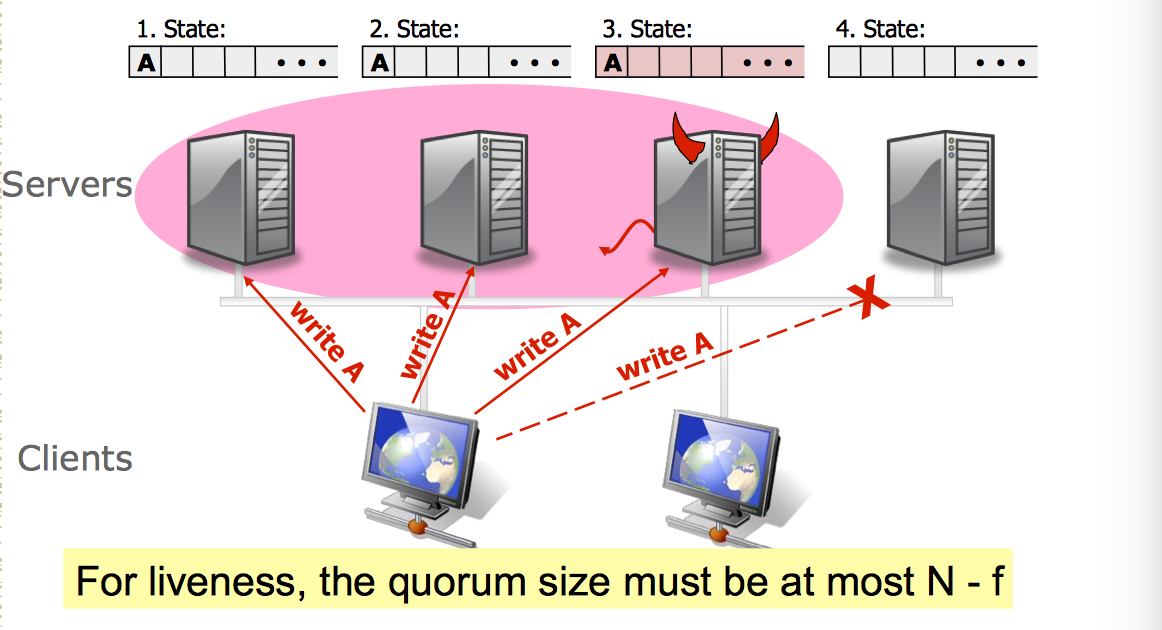 1. State: 2. State: 3. State: 4. State:
A A A
Servers
write A write A write A write A
Clients
For liveness, the quorum size must be at most N - f